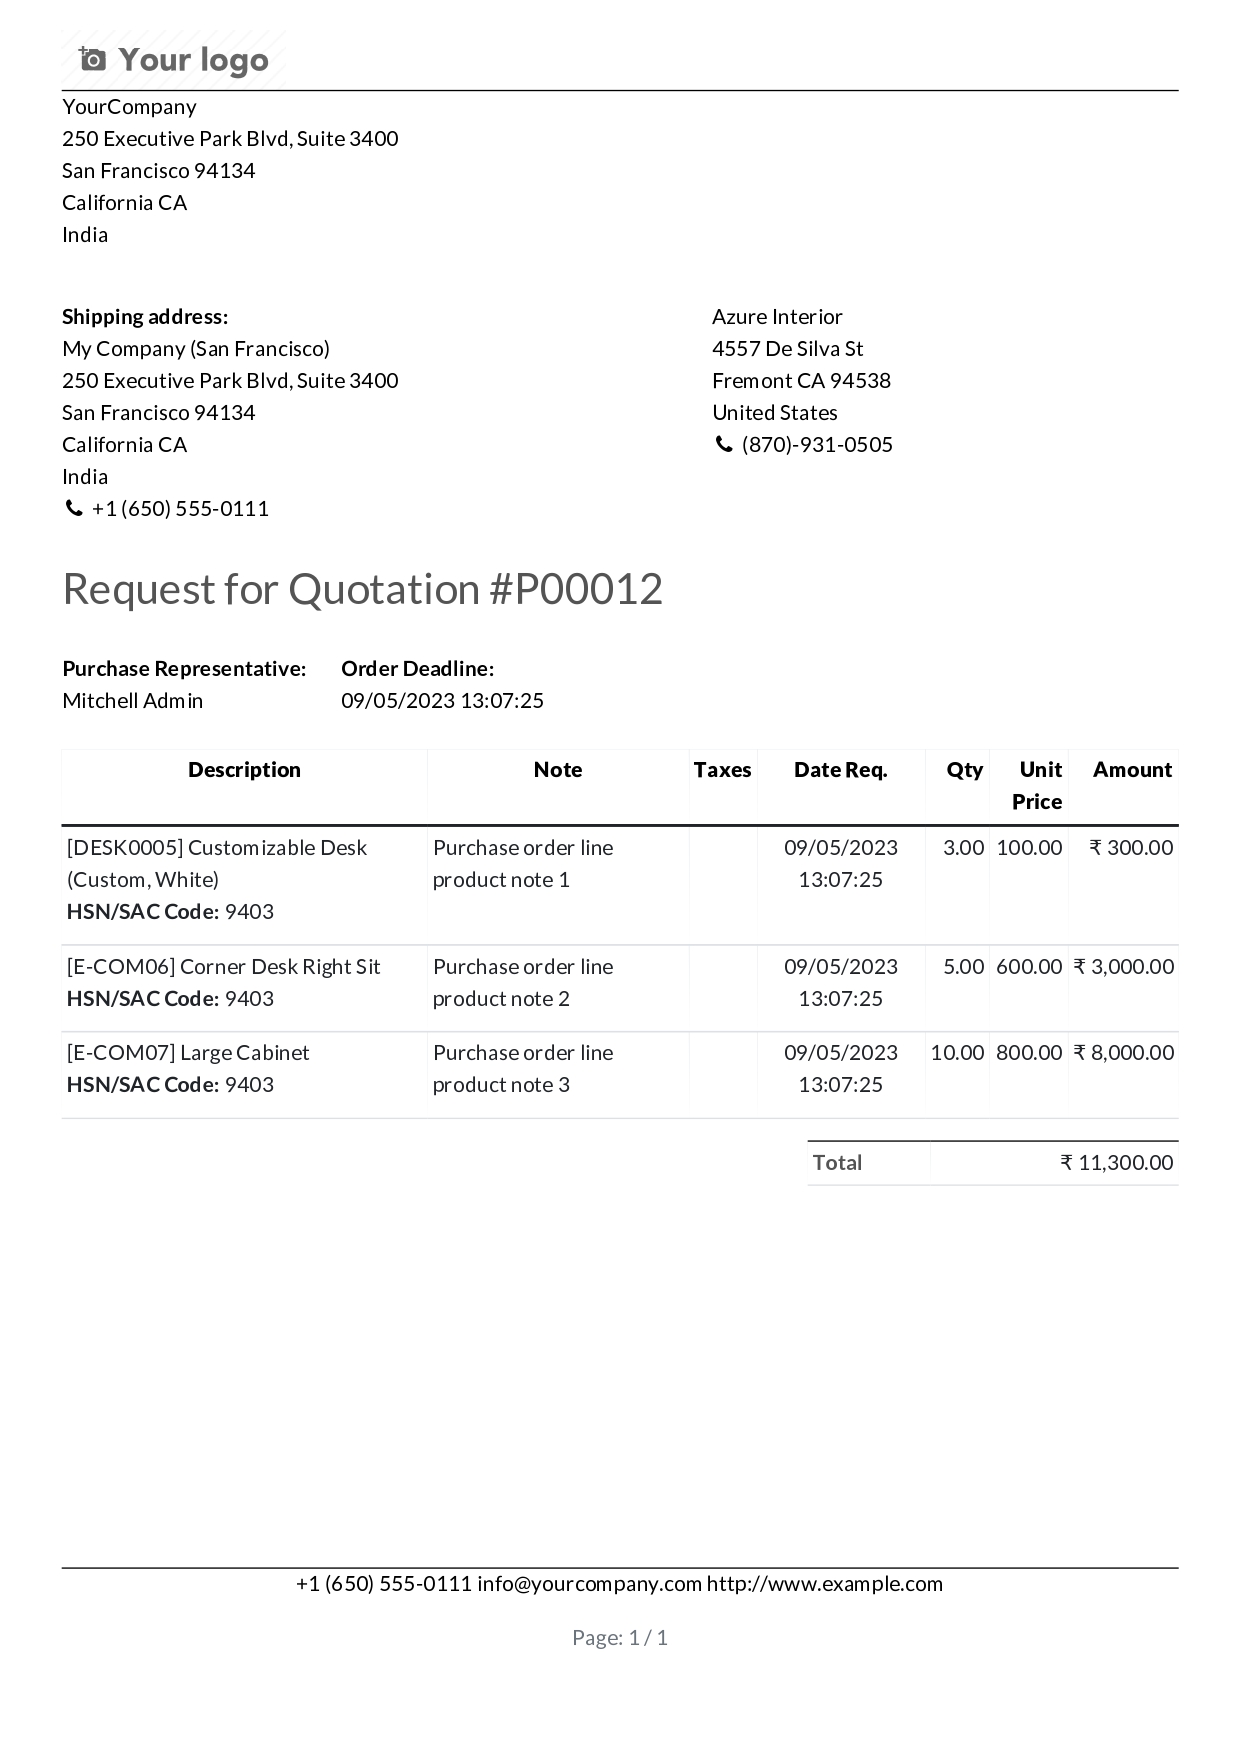 Your logo
YourCompany
250 Executive Park Blvd, Suite 3400
San Francisco 94134
California CA
India
Shipping address:
My Company (San Francisco)
250 Executive Park Blvd, Suite 3400
San Francisco 94134
California CA
India
+1 (650) 555-0111
Azure Interior
4557 De Silva St
Fremont CA 94538
United States
(870)-931-0505
Request for Quotation #P00012
Purchase Representative: Order Deadline:
Mitchell Admin 09/05/2023 13:07:25
Description Note Taxes Date Req. Qty Unit Amount
Price
[DESK0005] Customizable Desk Purchase order line 09/05/2023 3.00 100.00 ₹ 300.00
(Custom, White) product note 1 13:07:25
HSN/SAC Code: 9403
[E-COM06] Corner Desk Right Sit Purchase order line 09/05/2023 5.00 600.00 ₹ 3,000.00
HSN/SAC Code: 9403 product note 2 13:07:25
[E-COM07] Large Cabinet Purchase order line 09/05/2023 10.00 800.00 ₹ 8,000.00
HSN/SAC Code: 9403 product note 3 13:07:25
Total ₹ 11,300.00
+1 (650) 555-0111 info@yourcompany.com http://www.example.com
Page: 1 / 1